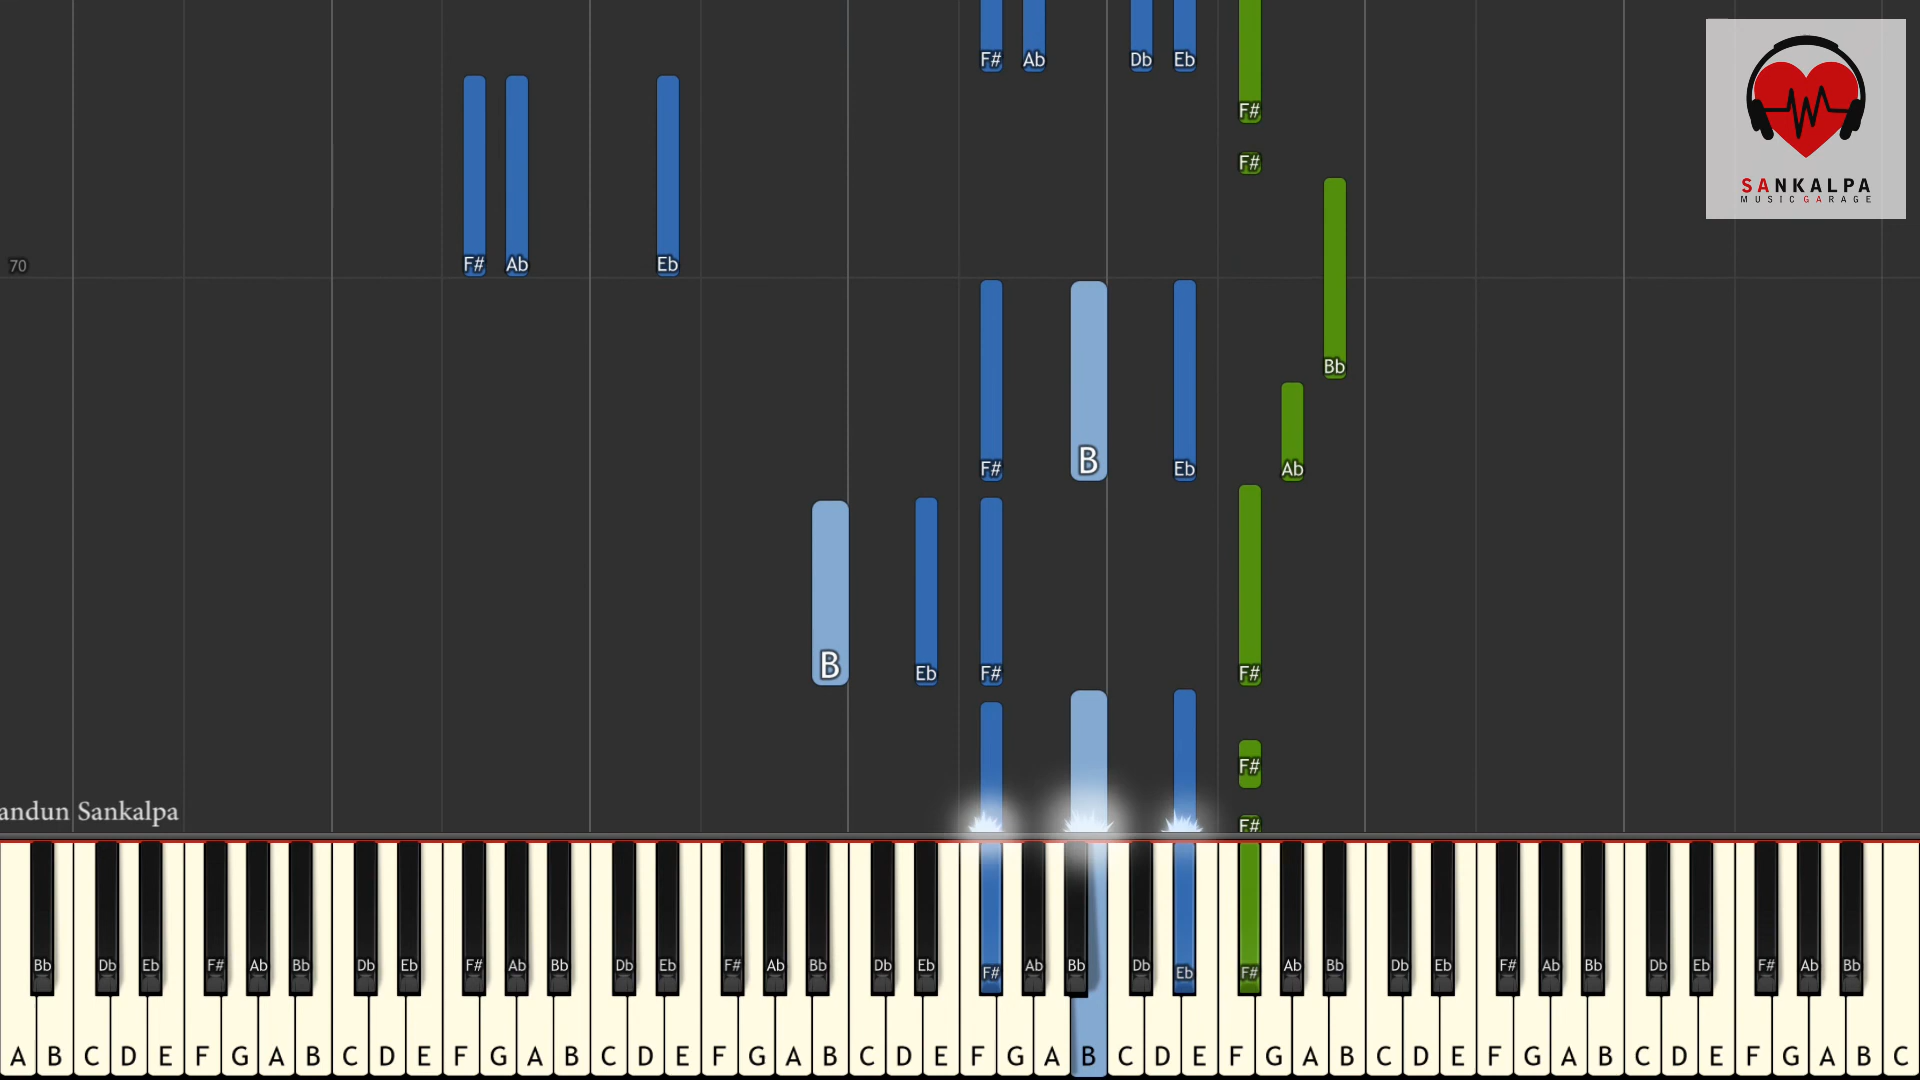 F# Ab Db Eb
F#
F#
SANKALPA
MUSIC GARAGE
F# Ab Eb
70
Bb
F# B Eb Ab
B Eb F# F#
F#
andun Sankalpa
F#
Bb Db Eb F# Ab Bb Db Eb F# Ab Bb Db Eb F# Ab Bb Db Eb F# Ab Bb Db Eb F# Ab Bb Db Eb F# Ab Bb Db Eb F# Ab Bb
A B C D E F G A B C D E F G A B C D E F G A B C D E F G A B C D E F G A B C D E F G A B C D E F G A B C